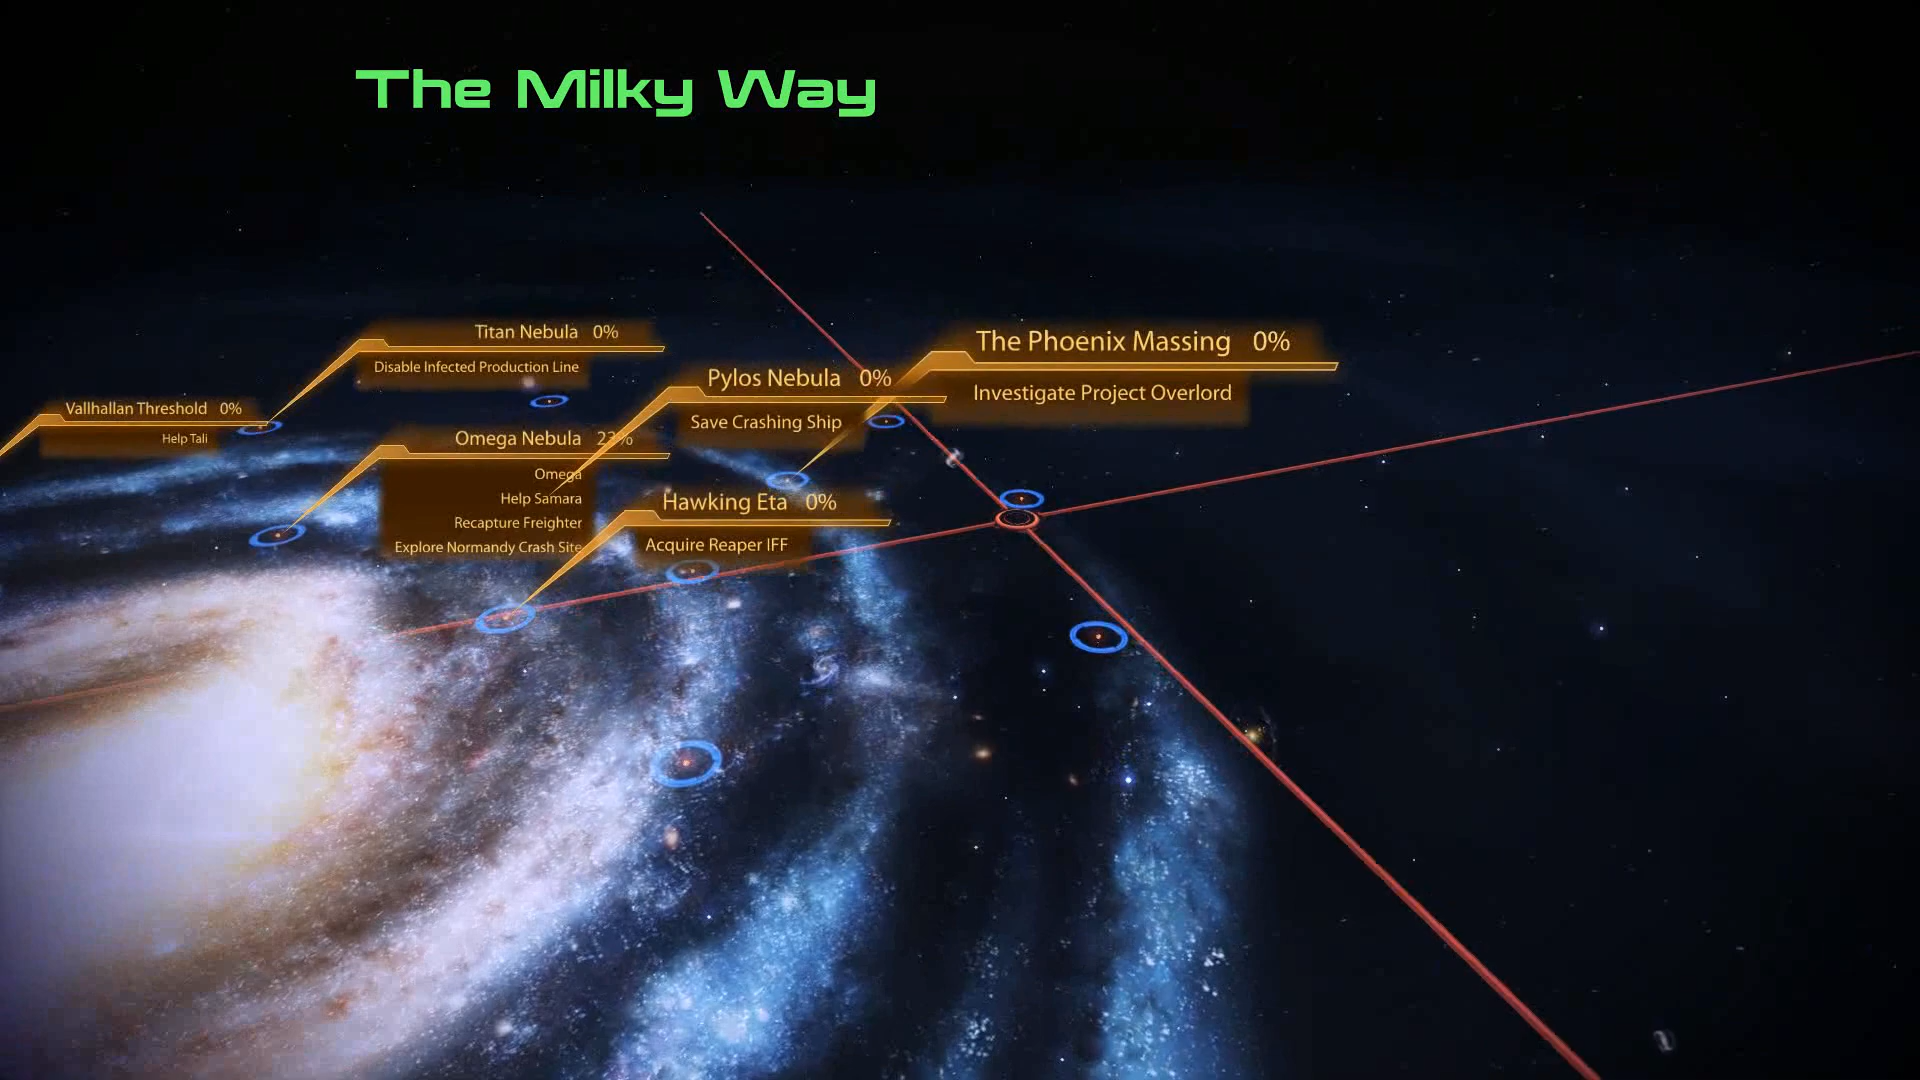 The Milky Way
Titan Nebula 0%
Disable Infected Production Line
The Phoenix Massing 0%
Investigate Project Overlord
Pylos Nebula 0%
Save Crashing Ship
Vallhallan Threshold 0%
Help Tali
Omega Nebula 23%
Omega
Help Samara
Recapture Freighter
Explore Normandy Crash Site
Hawking Eta 0%
Acquire Reaper IFF